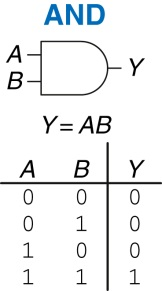 AND
A
B
Y
Y = AB
A B Y
0 0 0
0 1 0
1 0 0
1 1 1